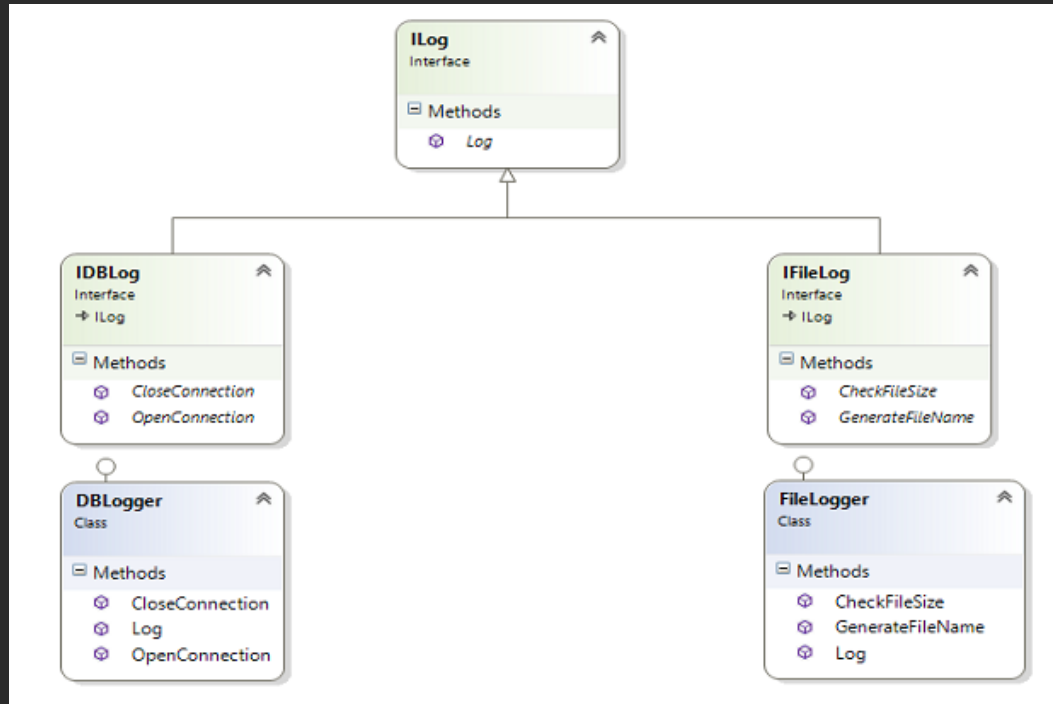 ILog
Interface
Methods
Log
IDBLog
Interface
ILog
Methods
CloseConnection
OpenConnection
IFileLog
Interface
ILog
Methods
CheckFileSize
GenerateFileName
DBLogger
Class
Methods
CloseConnection
Log
OpenConnection
FileLogger
Class
Methods
CheckFileSize
GenerateFileName
Log